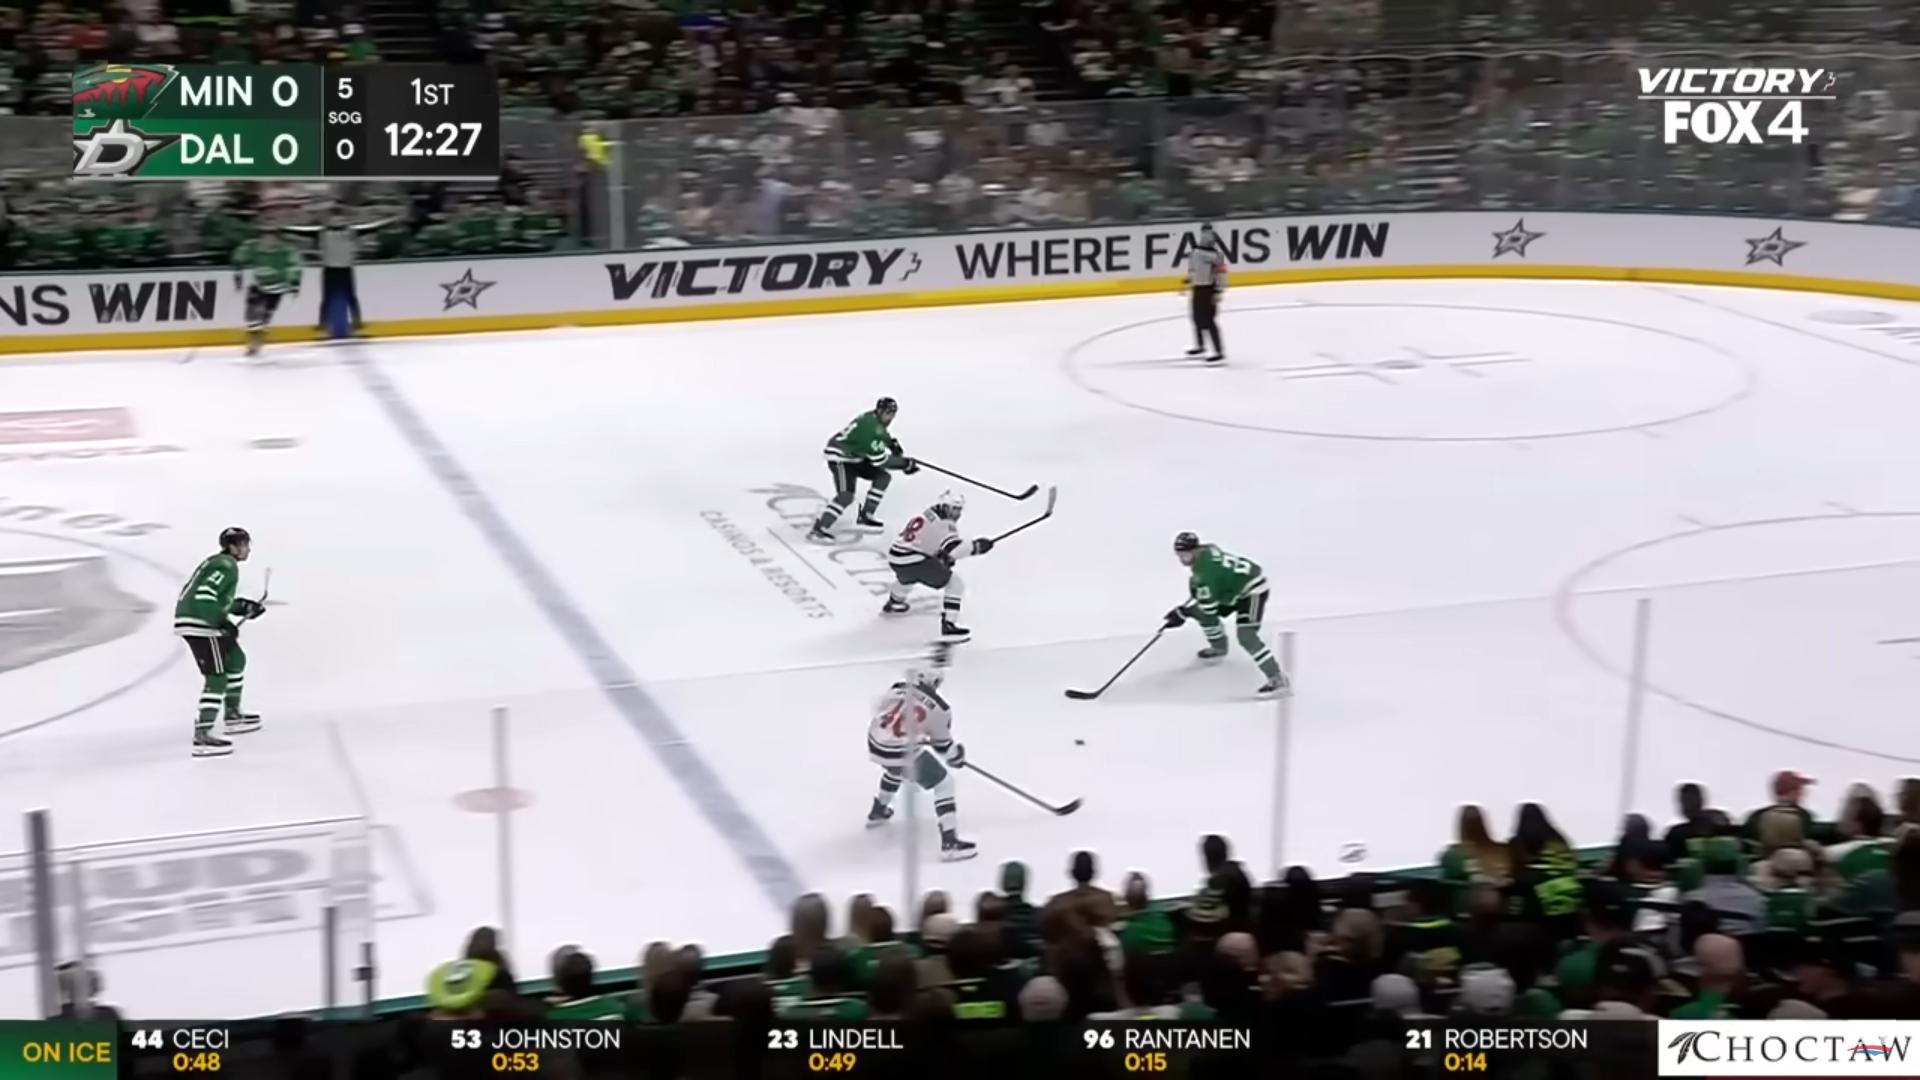 MIN 0
DAL 0
5
SOG
0
1ST
12:27
VICTORY+
FOX 4
NS WIN
VICTORY+ WHERE FANS WIN
CASINOS & RESORTS
21
23
ON ICE
44 CECI
0:48
53 JOHNSTON
0:53
23 LINDELL
0:49
96 RANTANEN
0:15
21 ROBERTSON
0:14
CHOCTAW